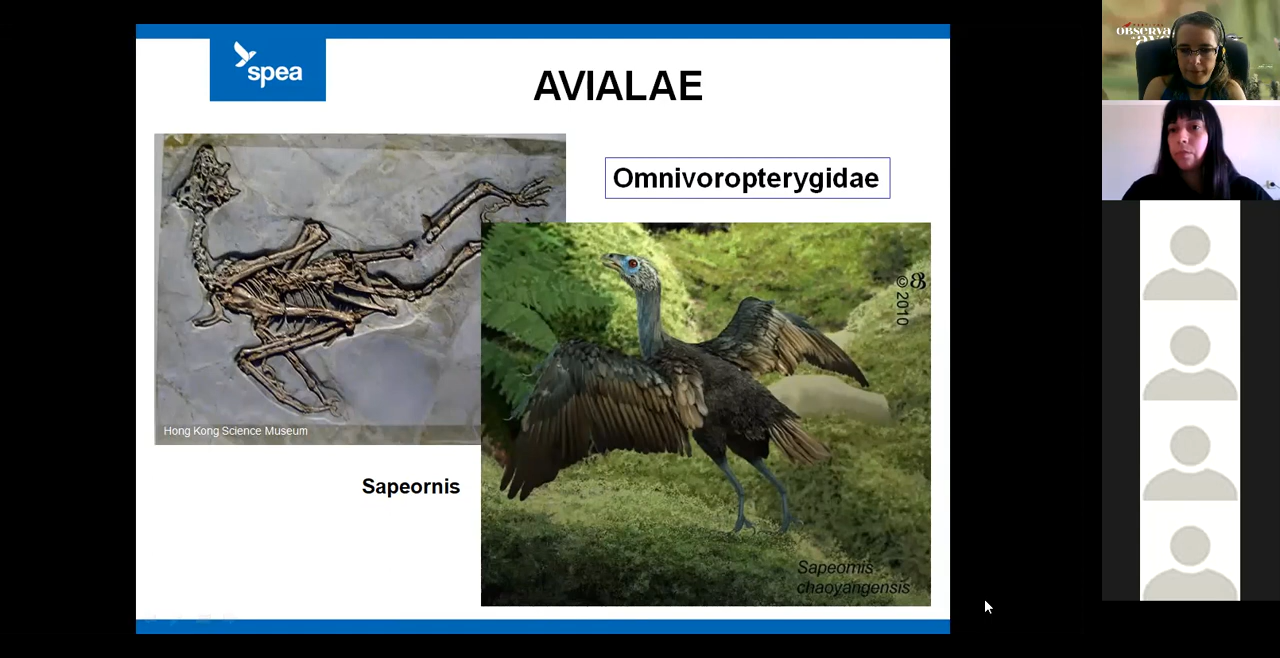 spea
AVIALAE
Omnivoropterygidae
Hong Kong Science Museum
Sapeornis
© 2010
Sapeornis
chaoyangensis